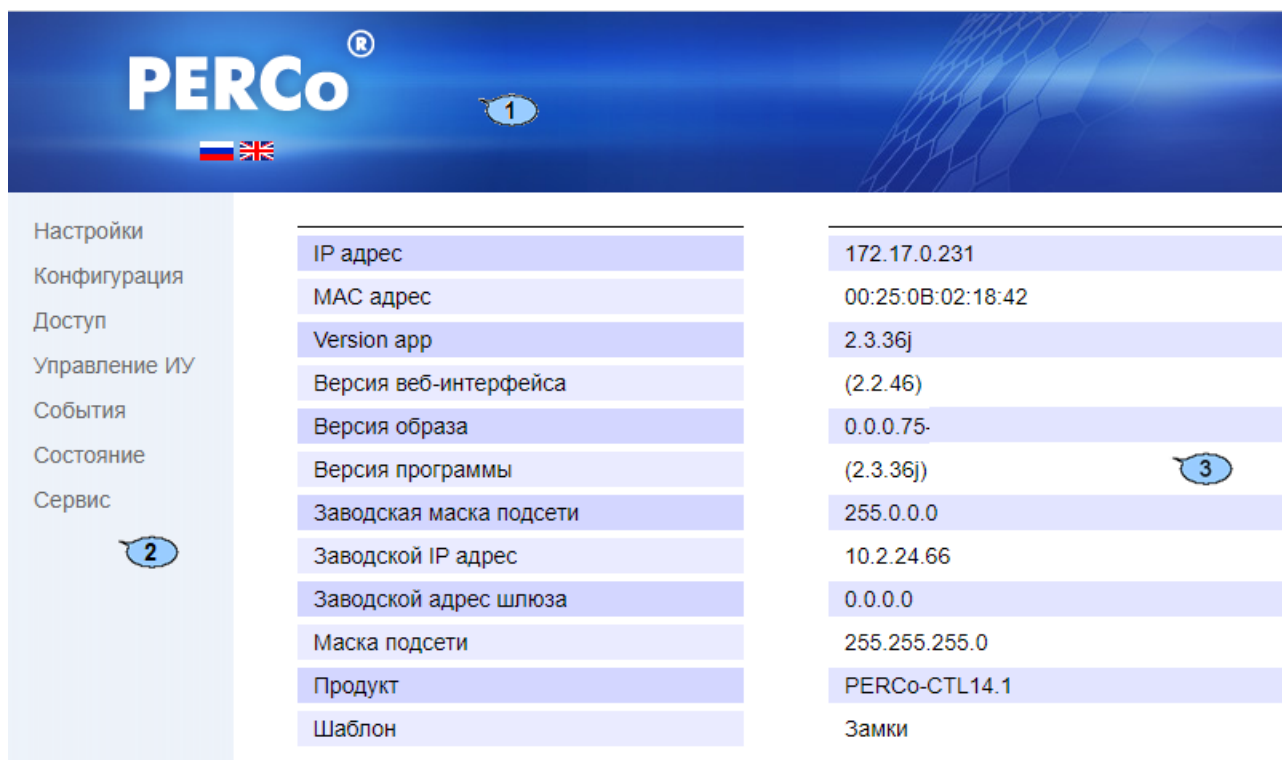 PERCo®
1
Настройки
Конфигурация
Доступ
Управление ИУ
События
Состояние
Сервис
2
IP адрес 172.17.0.231
MAC адрес 00:25:0B:02:18:42
Version app 2.3.36j
Версия веб-интерфейса (2.2.46)
Версия образа 0.0.0.75-
Версия программы (2.3.36j)
3
Заводская маска подсети 255.0.0.0
Заводской IP адрес 10.2.24.66
Заводской адрес шлюза 0.0.0.0
Маска подсети 255.255.255.0
Продукт PERCo-CTL14.1
Шаблон Замки